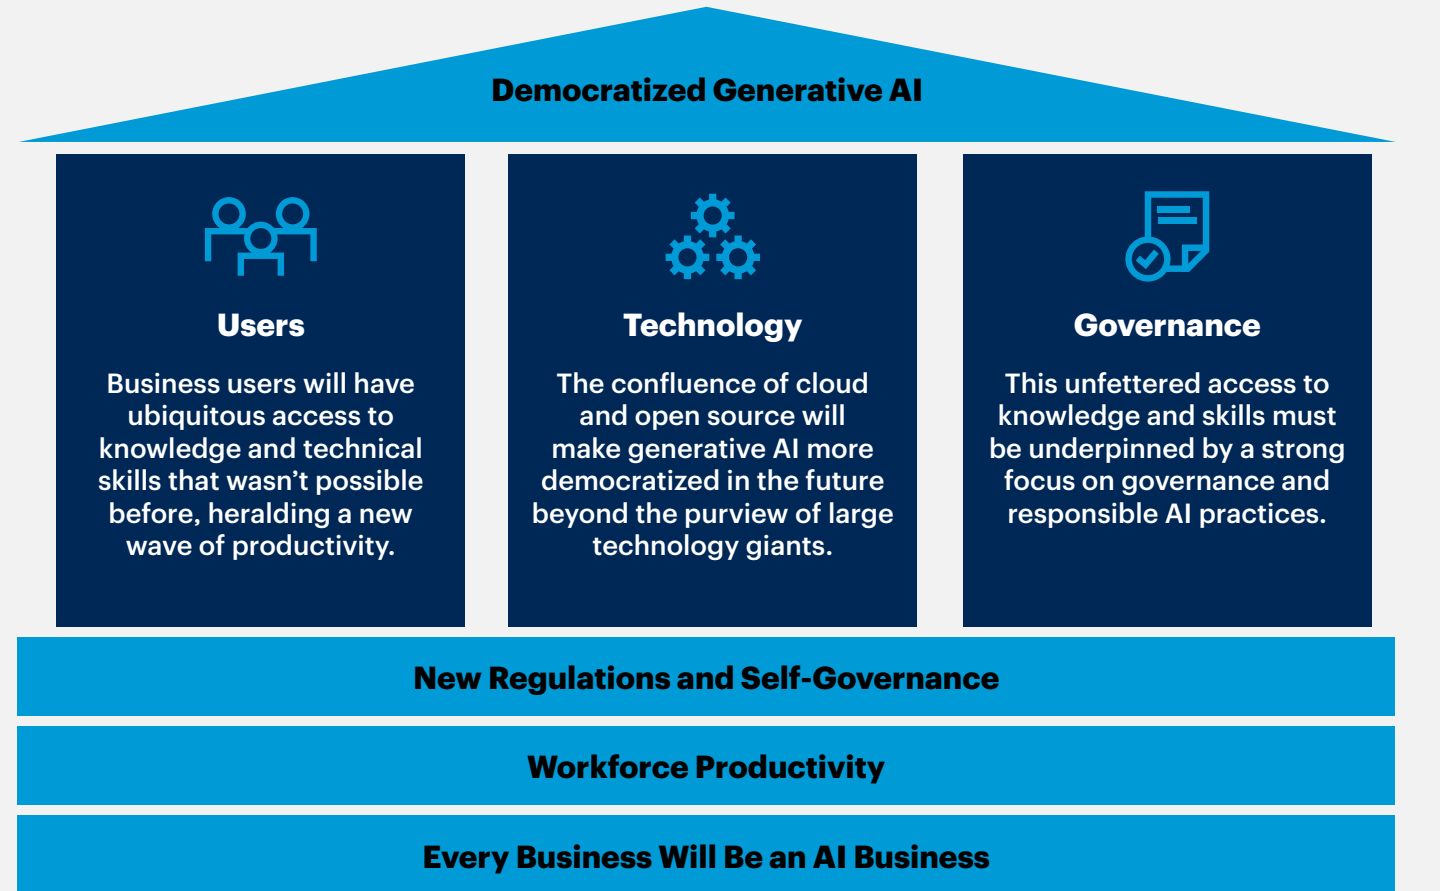 Democratized Generative AI
Users
Business users will have
ubiquitous access to
knowledge and technical
skills that wasn’t possible
before, heralding a new
wave of productivity.
Technology
The confluence of cloud
and open source will
make generative AI more
democratized in the future
beyond the purview of large
technology giants.
Governance
This unfettered access to
knowledge and skills must
be underpinned by a strong
focus on governance and
responsible AI practices.
New Regulations and Self-Governance
Workforce Productivity
Every Business Will Be an AI Business